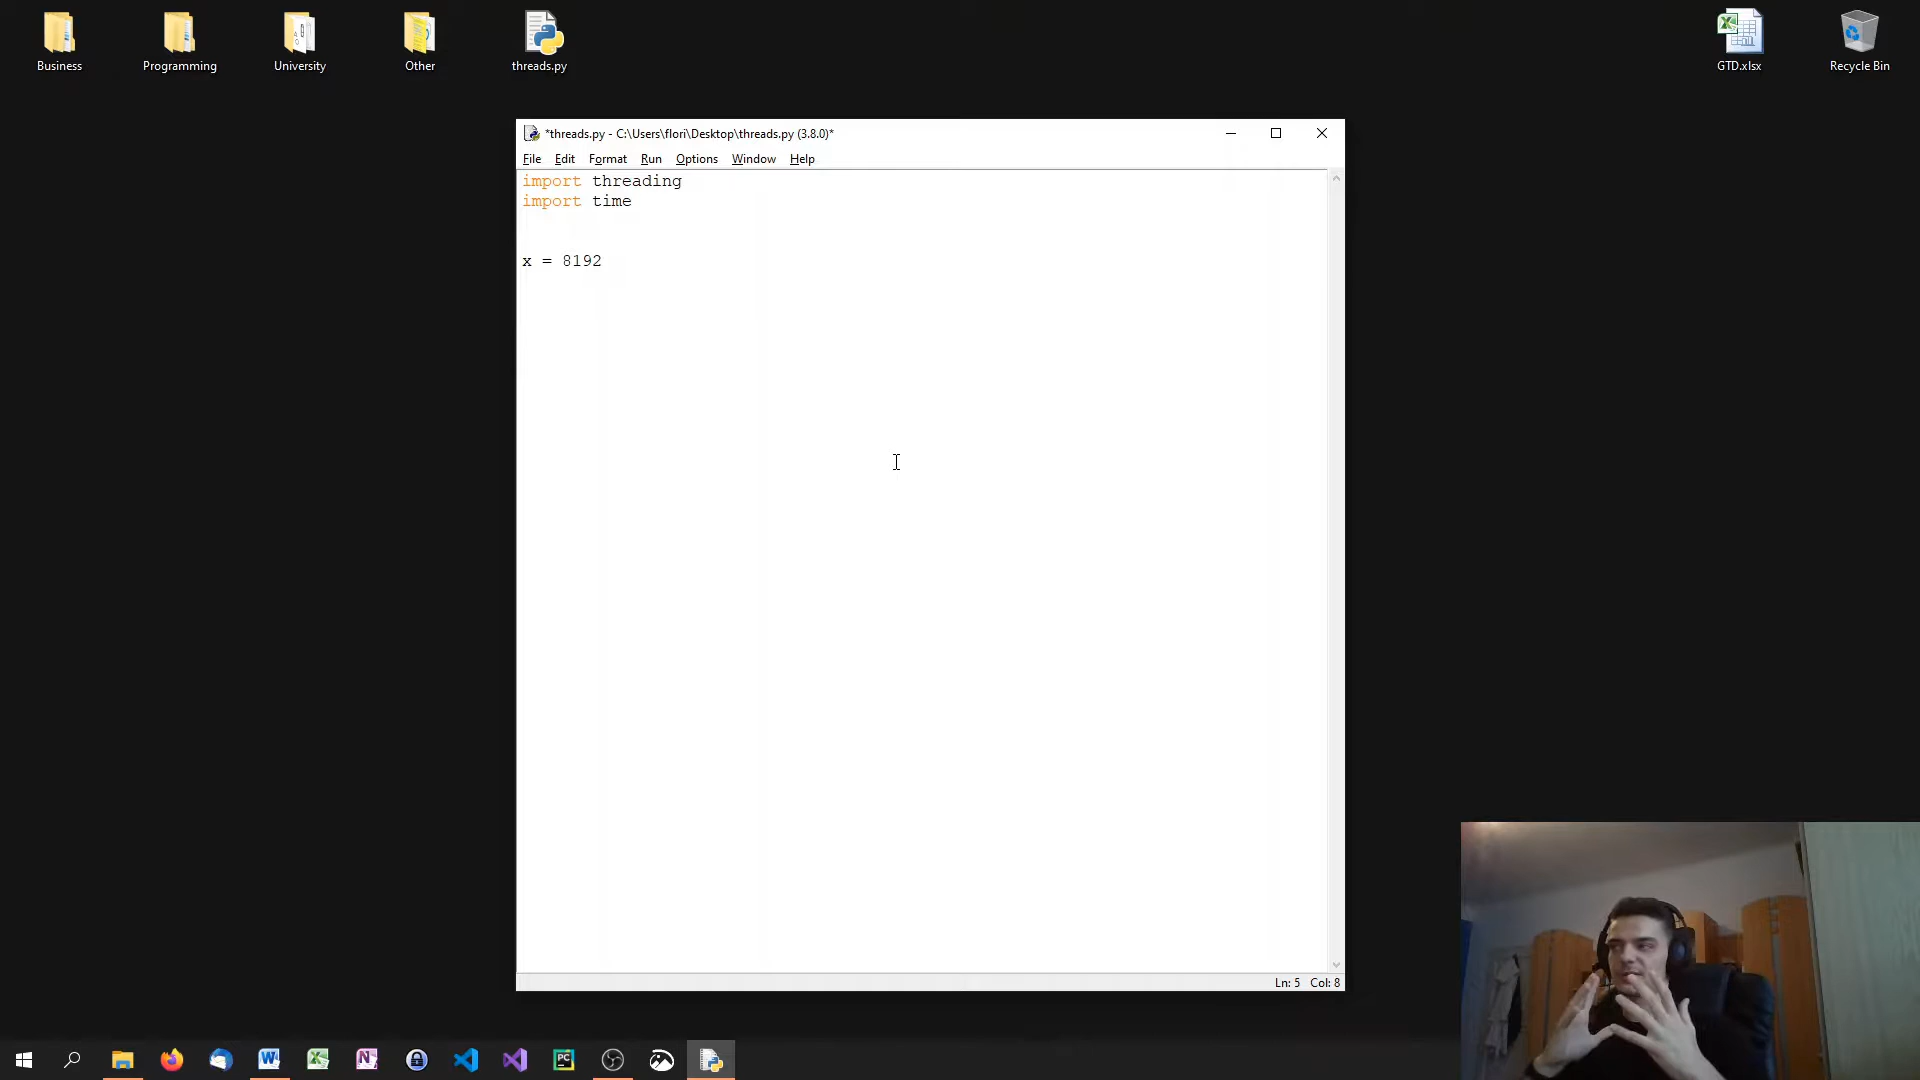 Business
Programming
University
Other
threads.py
GTD.xlsx
Recycle Bin
*threads.py - C:\Users\flori\Desktop\threads.py (3.8.0)*
File Edit Format Run Options Window Help
import threading
import time
x = 8192
Ln: 5 Col: 8